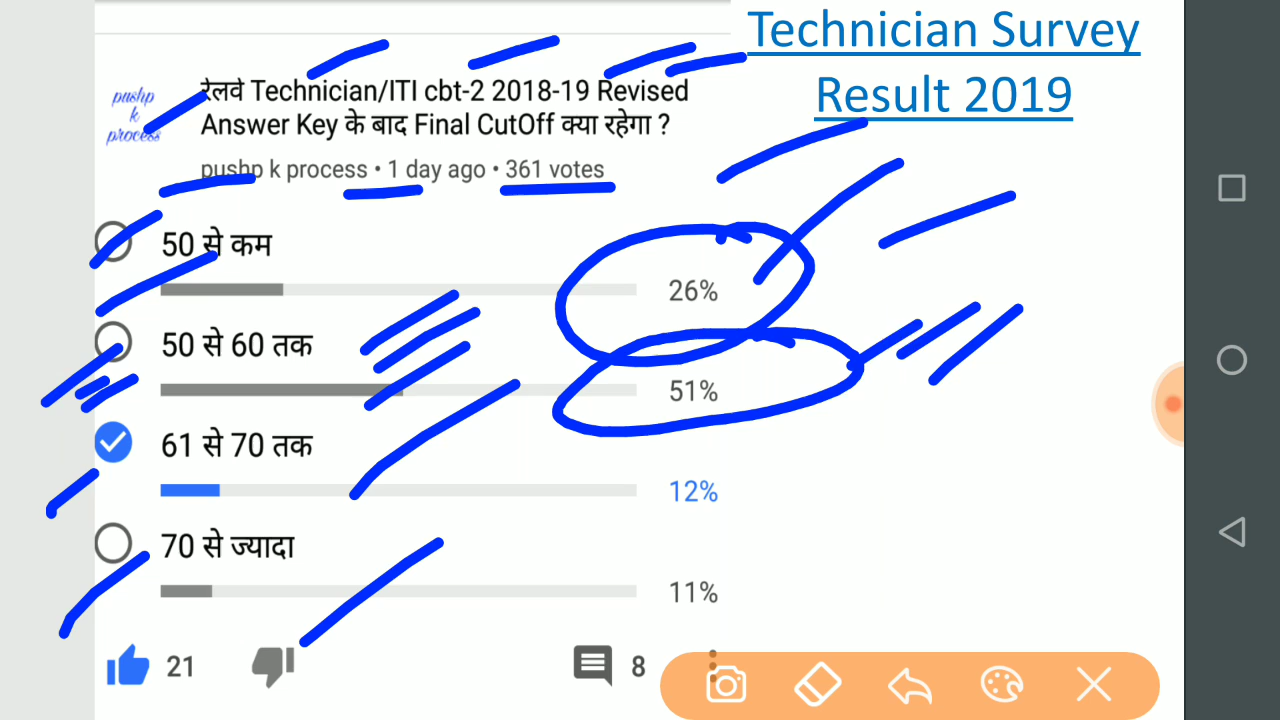 Technician Survey
Result 2019
pushp
k
process
रेलवे Technician/ITI cbt-2 2018-19 Revised
Answer Key के बाद Final CutOff क्या रहेगा ?
pushp k process • 1 day ago • 361 votes
50 से कम
26%
50 से 60 तक
51%
61 से 70 तक
12%
70 से ज्यादा
11%
21
8